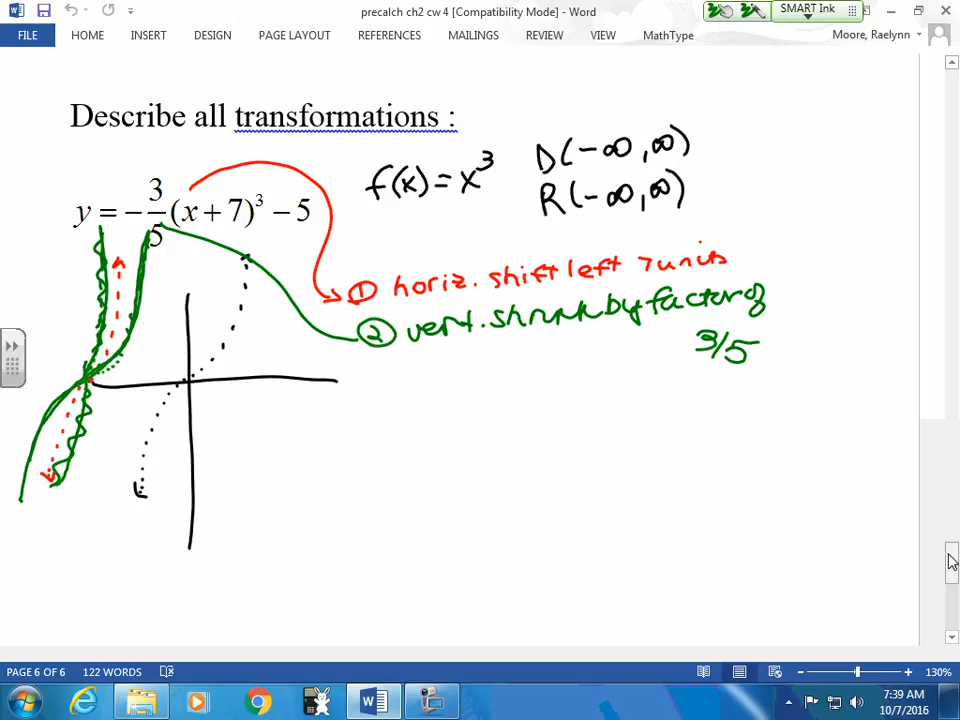 precalch ch2 cw 4 [Compatibility Mode] - Word
SMART Ink
FILE HOME INSERT DESIGN PAGE LAYOUT REFERENCES MAILINGS REVIEW VIEW MathType Moore, Raelynn
Describe all transformations :
y = -3/5(x + 7)³ - 5
f(x) = x³
D(-∞,∞)
R(-∞,∞)
① horiz. shift left 7 units
② vert. shrink by factor of
3/5
PAGE 6 OF 6 122 WORDS 130%
7:39 AM
10/7/2016